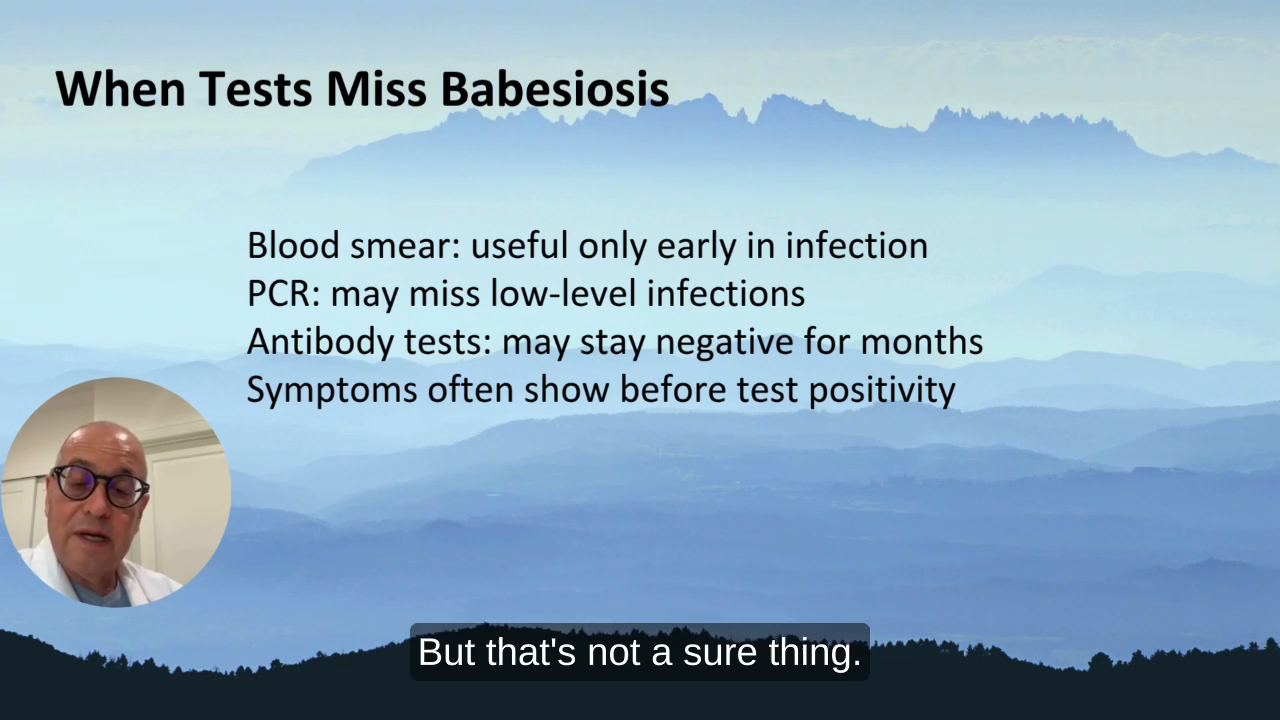 When Tests Miss Babesiosis
Blood smear: useful only early in infection
PCR: may miss low-level infections
Antibody tests: may stay negative for months
Symptoms often show before test positivity
But that's not a sure thing.